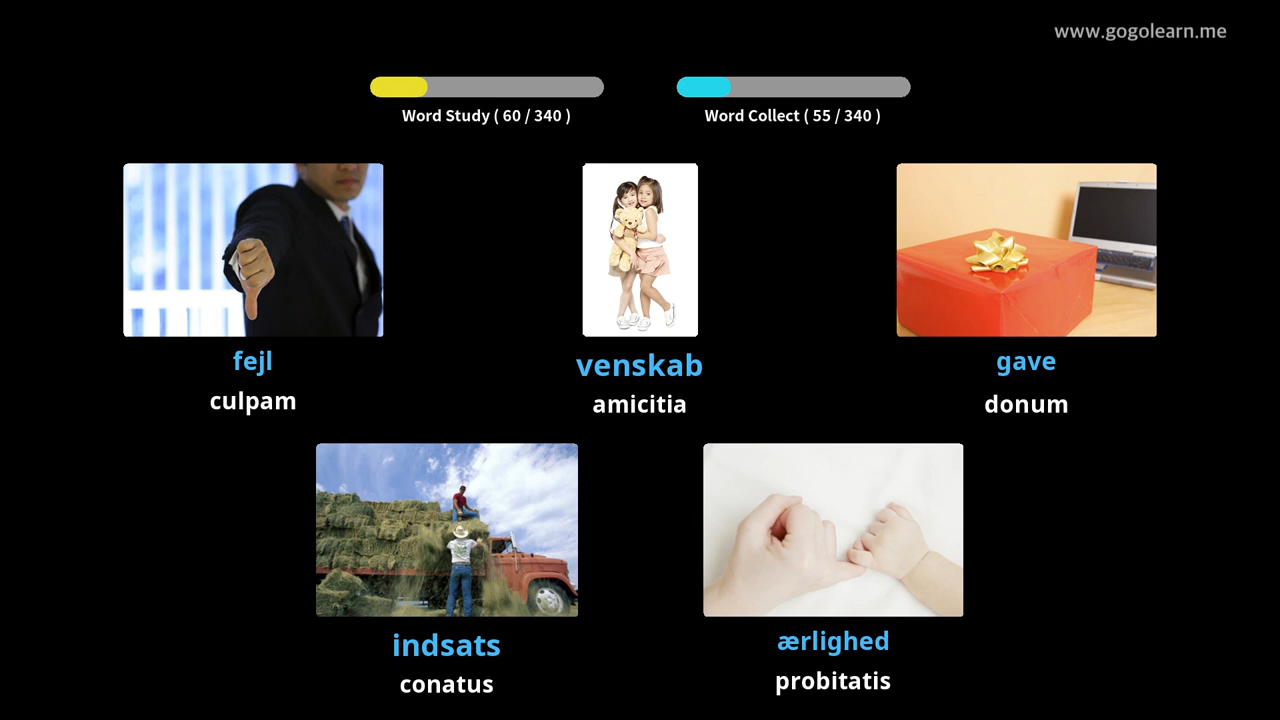 www.gogolearn.me
Word Study ( 60 / 340 )
Word Collect ( 55 / 340 )
fejl
culpam
venskab
amicitia
gave
donum
indsats
conatus
ærlighed
probitatis